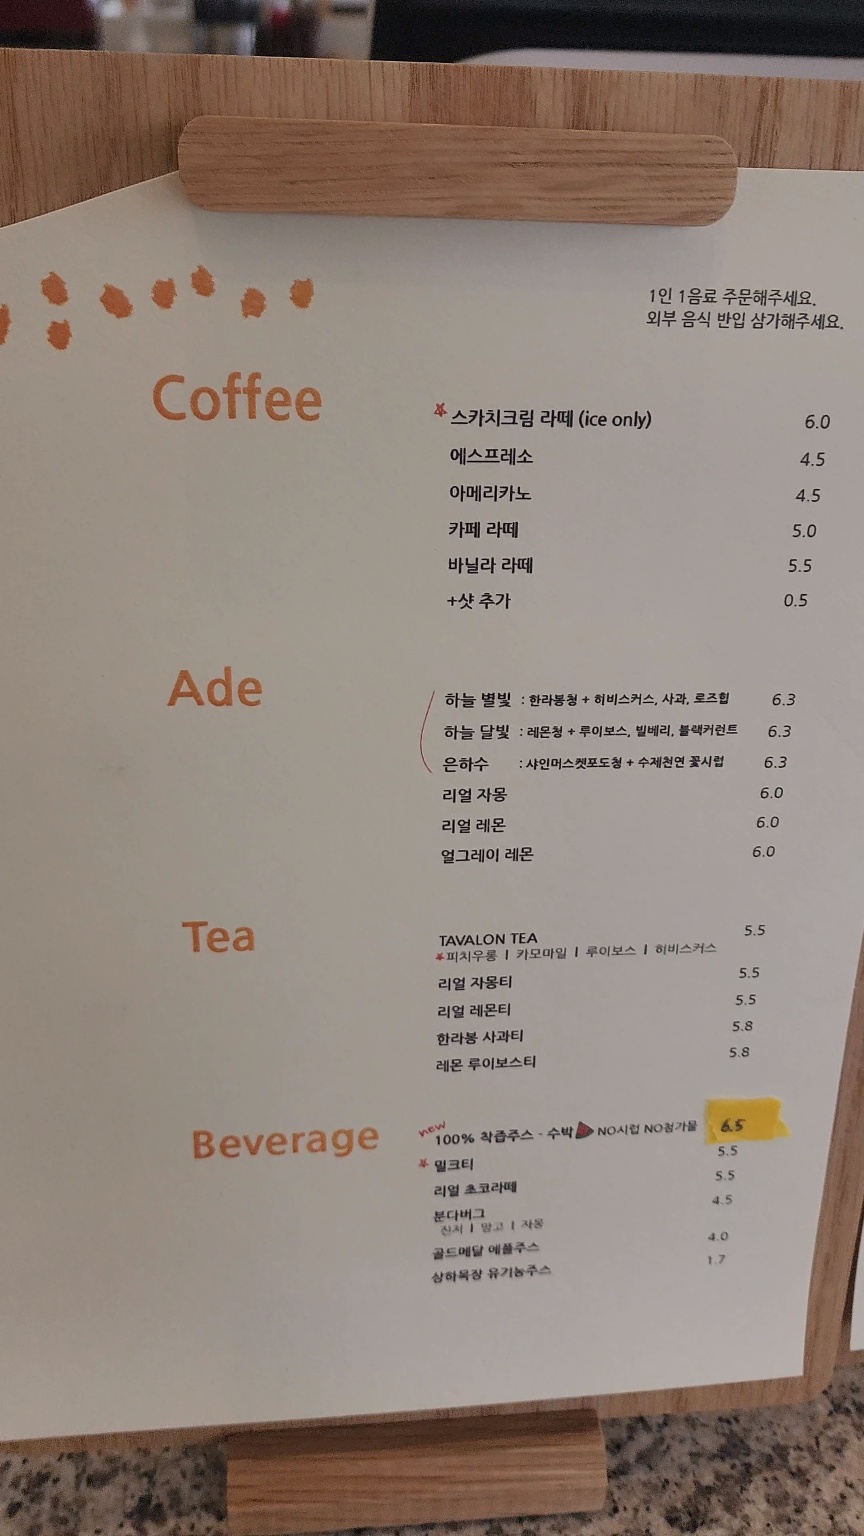 1인 1음료 주문해주세요.
외부 음식 반입 삼가해주세요.
Coffee
스카치크림 라떼 (ice only) 6.0
에스프레소 4.5
아메리카노 4.5
카페 라떼 5.0
바닐라 라떼 5.5
+샷 추가 0.5
Ade
하늘 별빛 : 한라봉청 + 히비스커스, 사과, 로즈힙 6.3
하늘 달빛 : 레몬청 + 루이보스, 빌베리, 블랙커런트 6.3
은하수 : 샤인머스켓포도청 + 수제천연 꽃시럽 6.3
리얼 자몽 6.0
리얼 레몬 6.0
얼그레이 레몬 6.0
Tea
TAVALON TEA 5.5
피치우롱 | 카모마일 | 루이보스 | 히비스커스
리얼 자몽티 5.5
리얼 레몬티 5.5
한라봉 사과티 5.8
레몬 루이보스티 5.8
Beverage
new
100% 착즙주스 - 수박 NO시럽 NO첨가물 6.5
밀크티 5.5
리얼 초코라떼 5.5
분다버그 4.5
진저 | 망고 | 자몽
골드메달 애플주스 4.0
상하목장 유기농주스 1.7